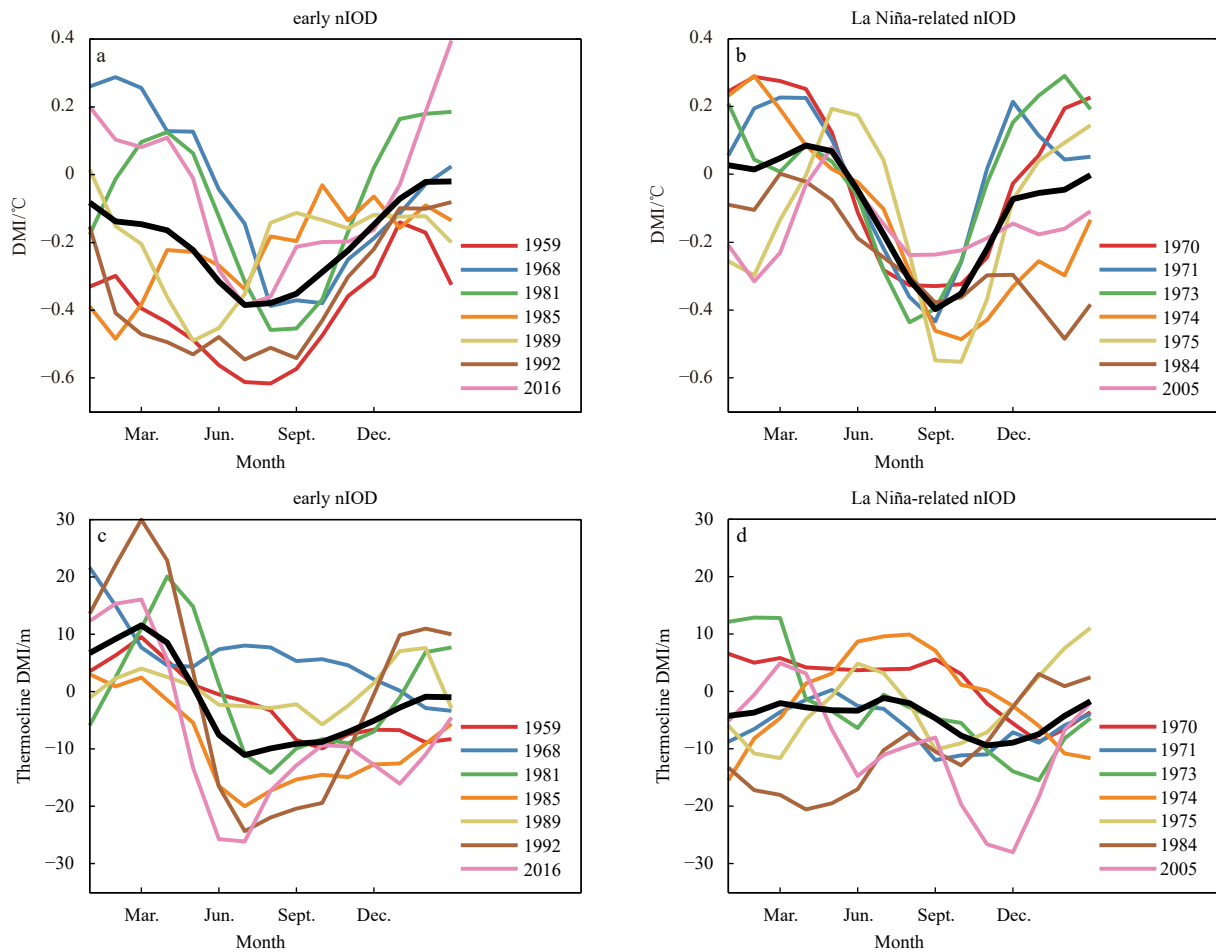 early nIOD
a
DMI/℃
0.4
0.2
0
−0.2
−0.4
−0.6
1959
1968
1981
1985
1989
1992
2016
Mar. Jun. Sept. Dec.
Month
La Niña-related nIOD
b
DMI/℃
0.4
0.2
0
−0.2
−0.4
−0.6
1970
1971
1973
1974
1975
1984
2005
Mar. Jun. Sept. Dec.
Month
early nIOD
c
Thermocline DMI/m
30
20
10
0
−10
−20
−30
1959
1968
1981
1985
1989
1992
2016
Mar. Jun. Sept. Dec.
Month
La Niña-related nIOD
d
Thermocline DMI/m
30
20
10
0
−10
−20
−30
1970
1971
1973
1974
1975
1984
2005
Mar. Jun. Sept. Dec.
Month